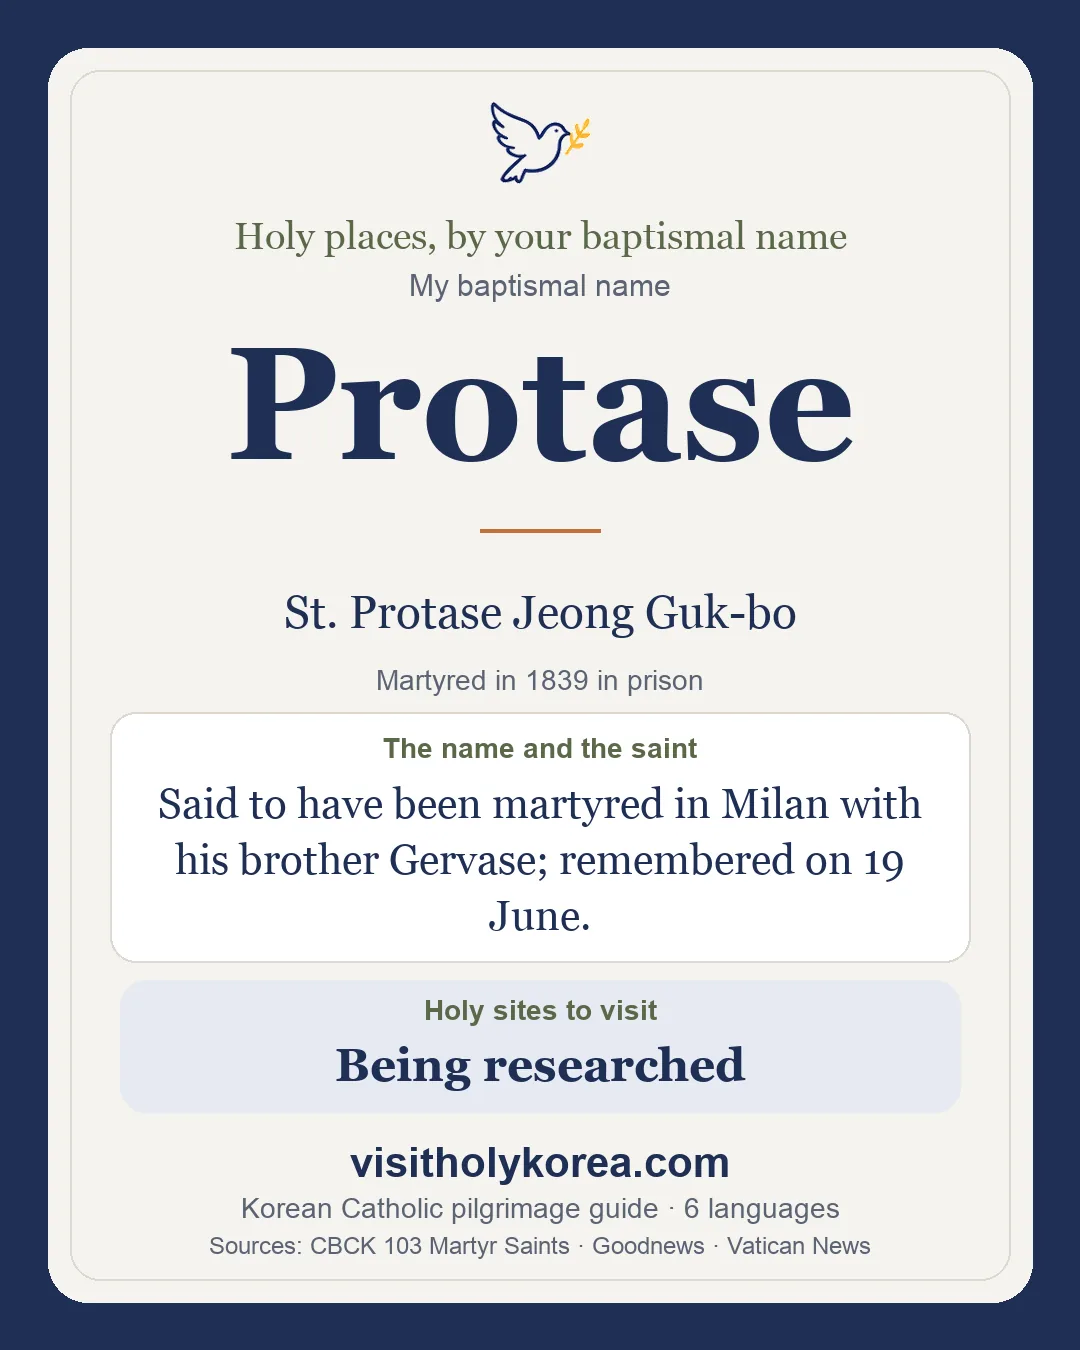 Holy places, by your baptismal name
My baptismal name
Protase
St. Protase Jeong Guk-bo
Martyred in 1839 in prison
The name and the saint
Said to have been martyred in Milan with
his brother Gervase; remembered on 19
June.
Holy sites to visit
Being researched
visitholykorea.com
Korean Catholic pilgrimage guide · 6 languages
Sources: CBCK 103 Martyr Saints · Goodnews · Vatican News